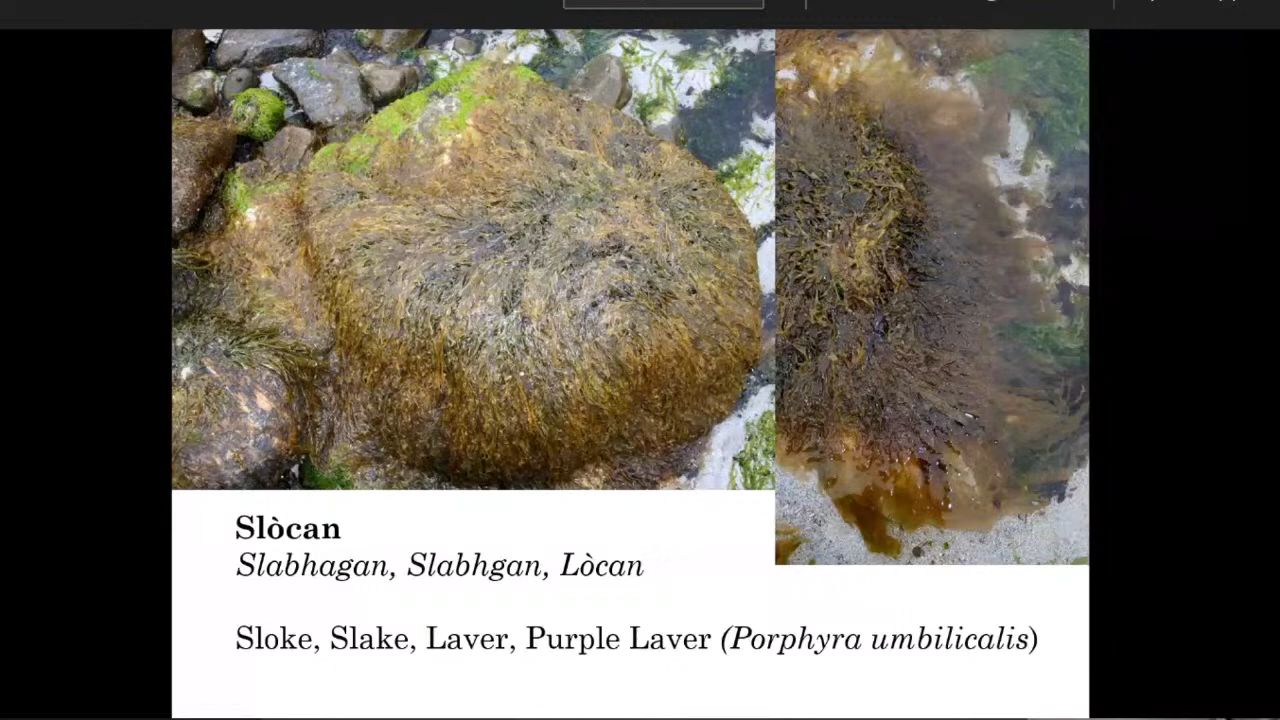 Slòcan
Slabhagan, Slabhgan, Lòcan
Sloke, Slake, Laver, Purple Laver (Porphyra umbilicalis)